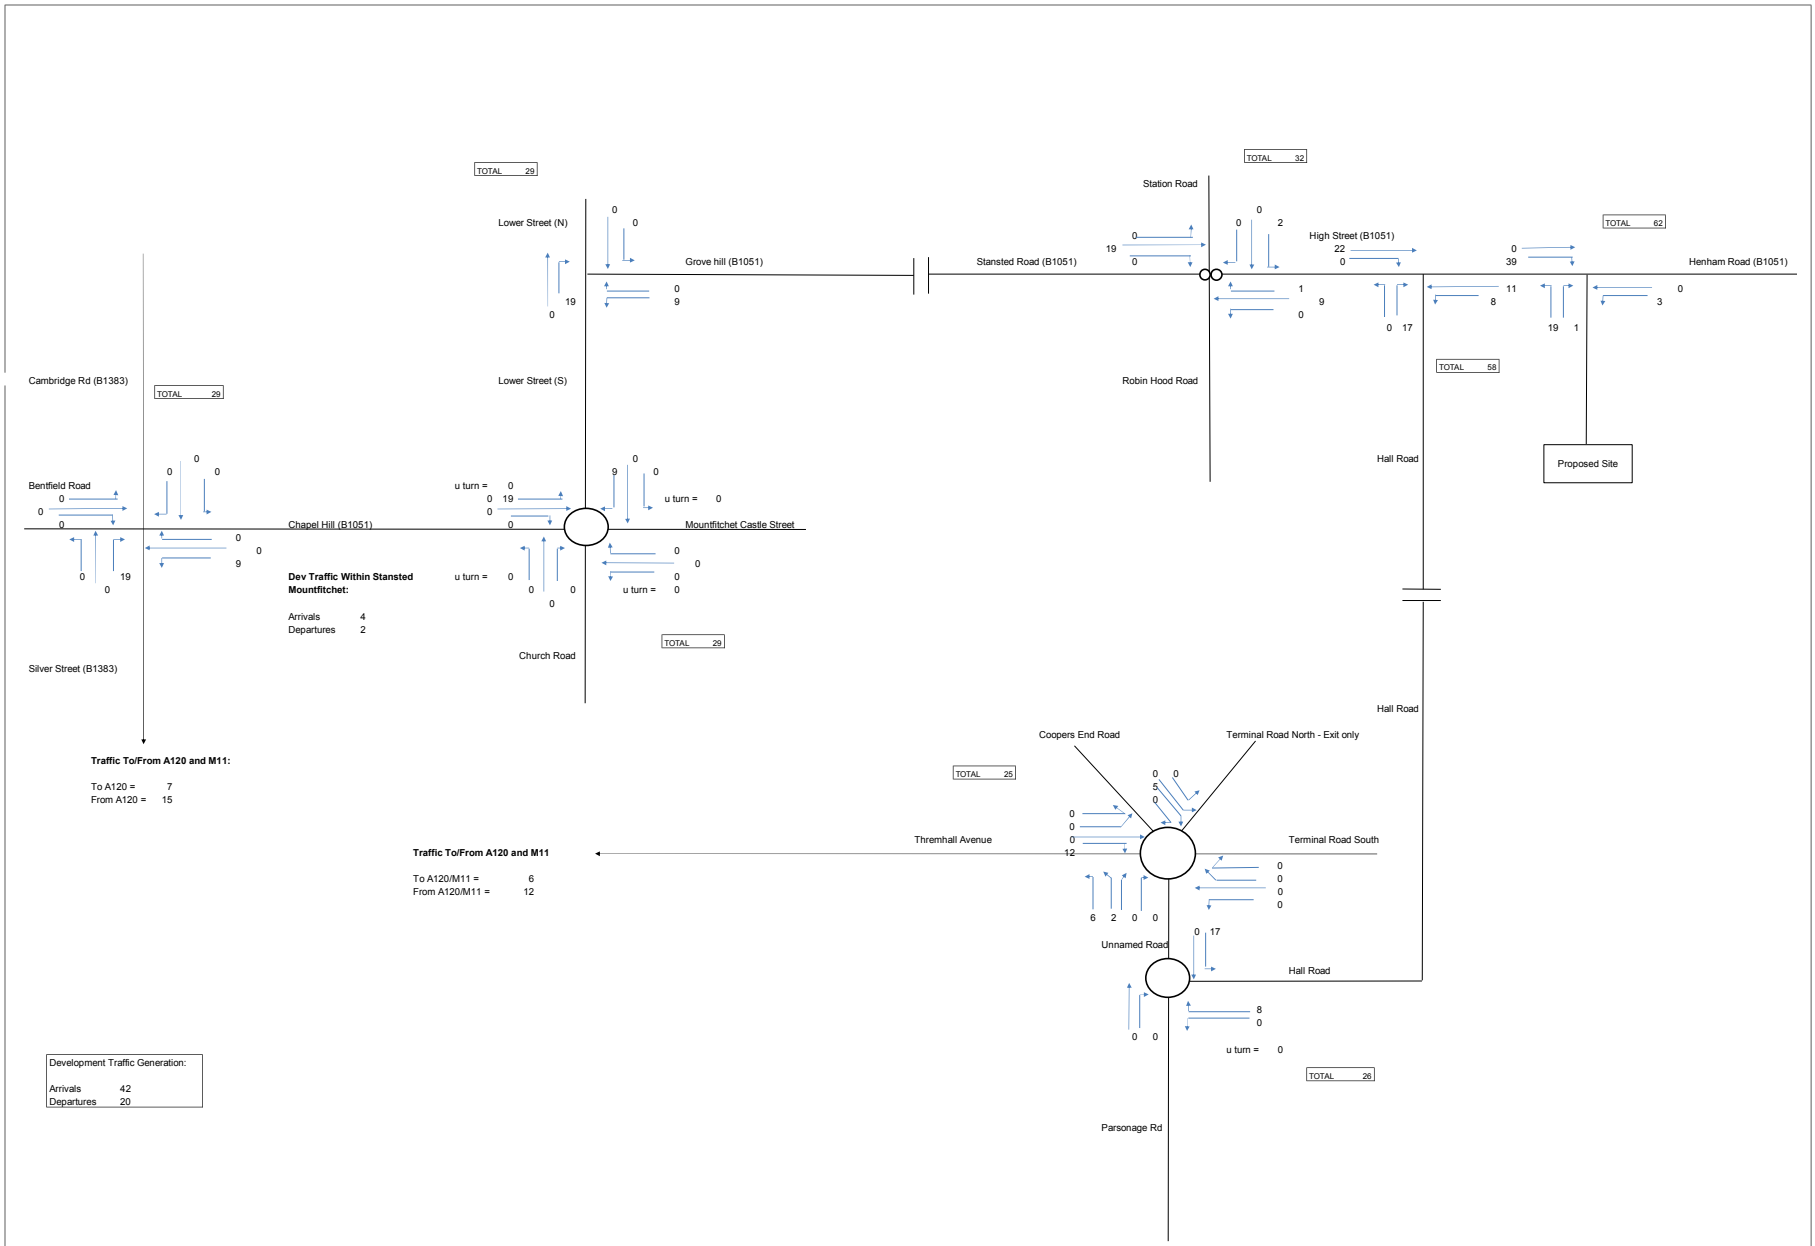 TOTAL 32
TOTAL 29
Station Road
Lower Street (N)
0
0
0
0
2
0
19
0
High Street (B1051)
22
0
0
39
TOTAL 62
Grove hill (B1051)
Stansted Road (B1051)
Henham Road (B1051)
19
0
0
9
1
9
0
11
8
0
3
0 17
19 1
Cambridge Rd (B1383)
TOTAL 29
Lower Street (S)
Robin Hood Road
TOTAL 58
Hall Road
Proposed Site
0
0
0
Bentfield Road
0
0
0
u turn = 0
0 19
0
0
9
0
u turn = 0
Chapel Hill (B1051)
Mountfitchet Castle Street
0
0
9
0
19
0
0
0
0
Dev Traffic Within Stansted
Mountfitchet:
u turn = 0
0
0
0
u turn = 0
Arrivals 4
Departures 2
TOTAL 29
Church Road
Silver Street (B1383)
Hall Road
Coopers End Road
Terminal Road North - Exit only
Traffic To/From A120 and M11:
To A120 = 7
From A120 = 15
TOTAL 25
0 0
5
0
0
0
0
12
Thremhall Avenue
Terminal Road South
Traffic To/From A120 and M11
To A120/M11 = 6
From A120/M11 = 12
0
0
0
0
6 2 0 0
0 17
Unnamed Road
Hall Road
8
0
0 0
u turn = 0
TOTAL 26
Development Traffic Generation:
Arrivals 42
Departures 20
Parsonage Rd